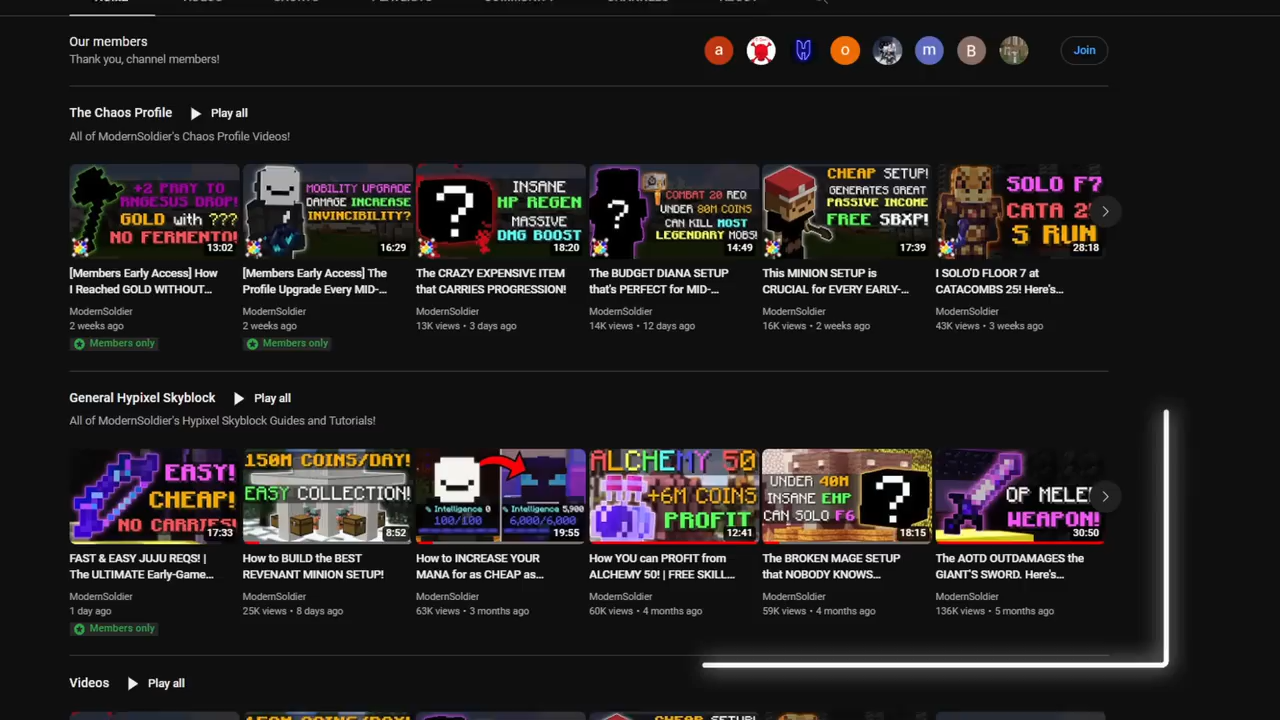 Our members
Thank you, channel members!
a
o
m
B
Join
The Chaos Profile
Play all
All of ModernSoldier's Chaos Profile Videos!
+2 PRAY TO
RNGESUS DROP!
GOLD with ???
NO FERMENTO!
13:02
MOBILITY UPGRADE
DAMAGE INCREASE
INVINCIBILITY?
16:29
?
INSANE
HP REGEN
MASSIVE
DMG BOOST
18:20
?
COMBAT 20 REQ
UNDER 80M COINS
CAN KILL MOST
LEGENDARY MOBS!
14:49
CHEAP SETUP!
GENERATES GREAT
PASSIVE INCOME
FREE SBXP!
17:39
SOLO F7
CATA 2
S RUN
28:18
[Members Early Access] How
I Reached GOLD WITHOUT...
ModernSoldier
2 weeks ago
Members only
[Members Early Access] The
Profile Upgrade Every MID-...
ModernSoldier
2 weeks ago
Members only
The CRAZY EXPENSIVE ITEM
that CARRIES PROGRESSION!
ModernSoldier
13K views • 3 days ago
The BUDGET DIANA SETUP
that's PERFECT for MID-...
ModernSoldier
14K views • 12 days ago
This MINION SETUP is
CRUCIAL for EVERY EARLY-...
ModernSoldier
16K views • 2 weeks ago
I SOLO'D FLOOR 7 at
CATACOMBS 25! Here's...
ModernSoldier
43K views • 3 weeks ago
General Hypixel Skyblock
Play all
All of ModernSoldier's Hypixel Skyblock Guides and Tutorials!
EASY!
CHEAP!
NO CARRIES!
17:33
150M COINS/DAY!
EASY COLLECTION!
8:52
Intelligence 0
100/100
Intelligence 5,900
6,000/6,000
19:55
ALCHEMY 50
+6M COINS
PROFIT
12:41
UNDER 40M
INSANE EHP
CAN SOLO F6
?
18:15
OP MELEE
WEAPON!
30:50
FAST & EASY JUJU REQS! |
The ULTIMATE Early-Game...
ModernSoldier
1 day ago
Members only
How to BUILD the BEST
REVENANT MINION SETUP!
ModernSoldier
25K views • 8 days ago
How to INCREASE YOUR
MANA for as CHEAP as...
ModernSoldier
63K views • 3 months ago
How YOU can PROFIT from
ALCHEMY 50! | FREE SKILL...
ModernSoldier
60K views • 4 months ago
The BROKEN MAGE SETUP
that NOBODY KNOWS...
ModernSoldier
59K views • 4 months ago
The AOTD OUTDAMAGES the
GIANT'S SWORD. Here's...
ModernSoldier
136K views • 5 months ago
Videos
Play all